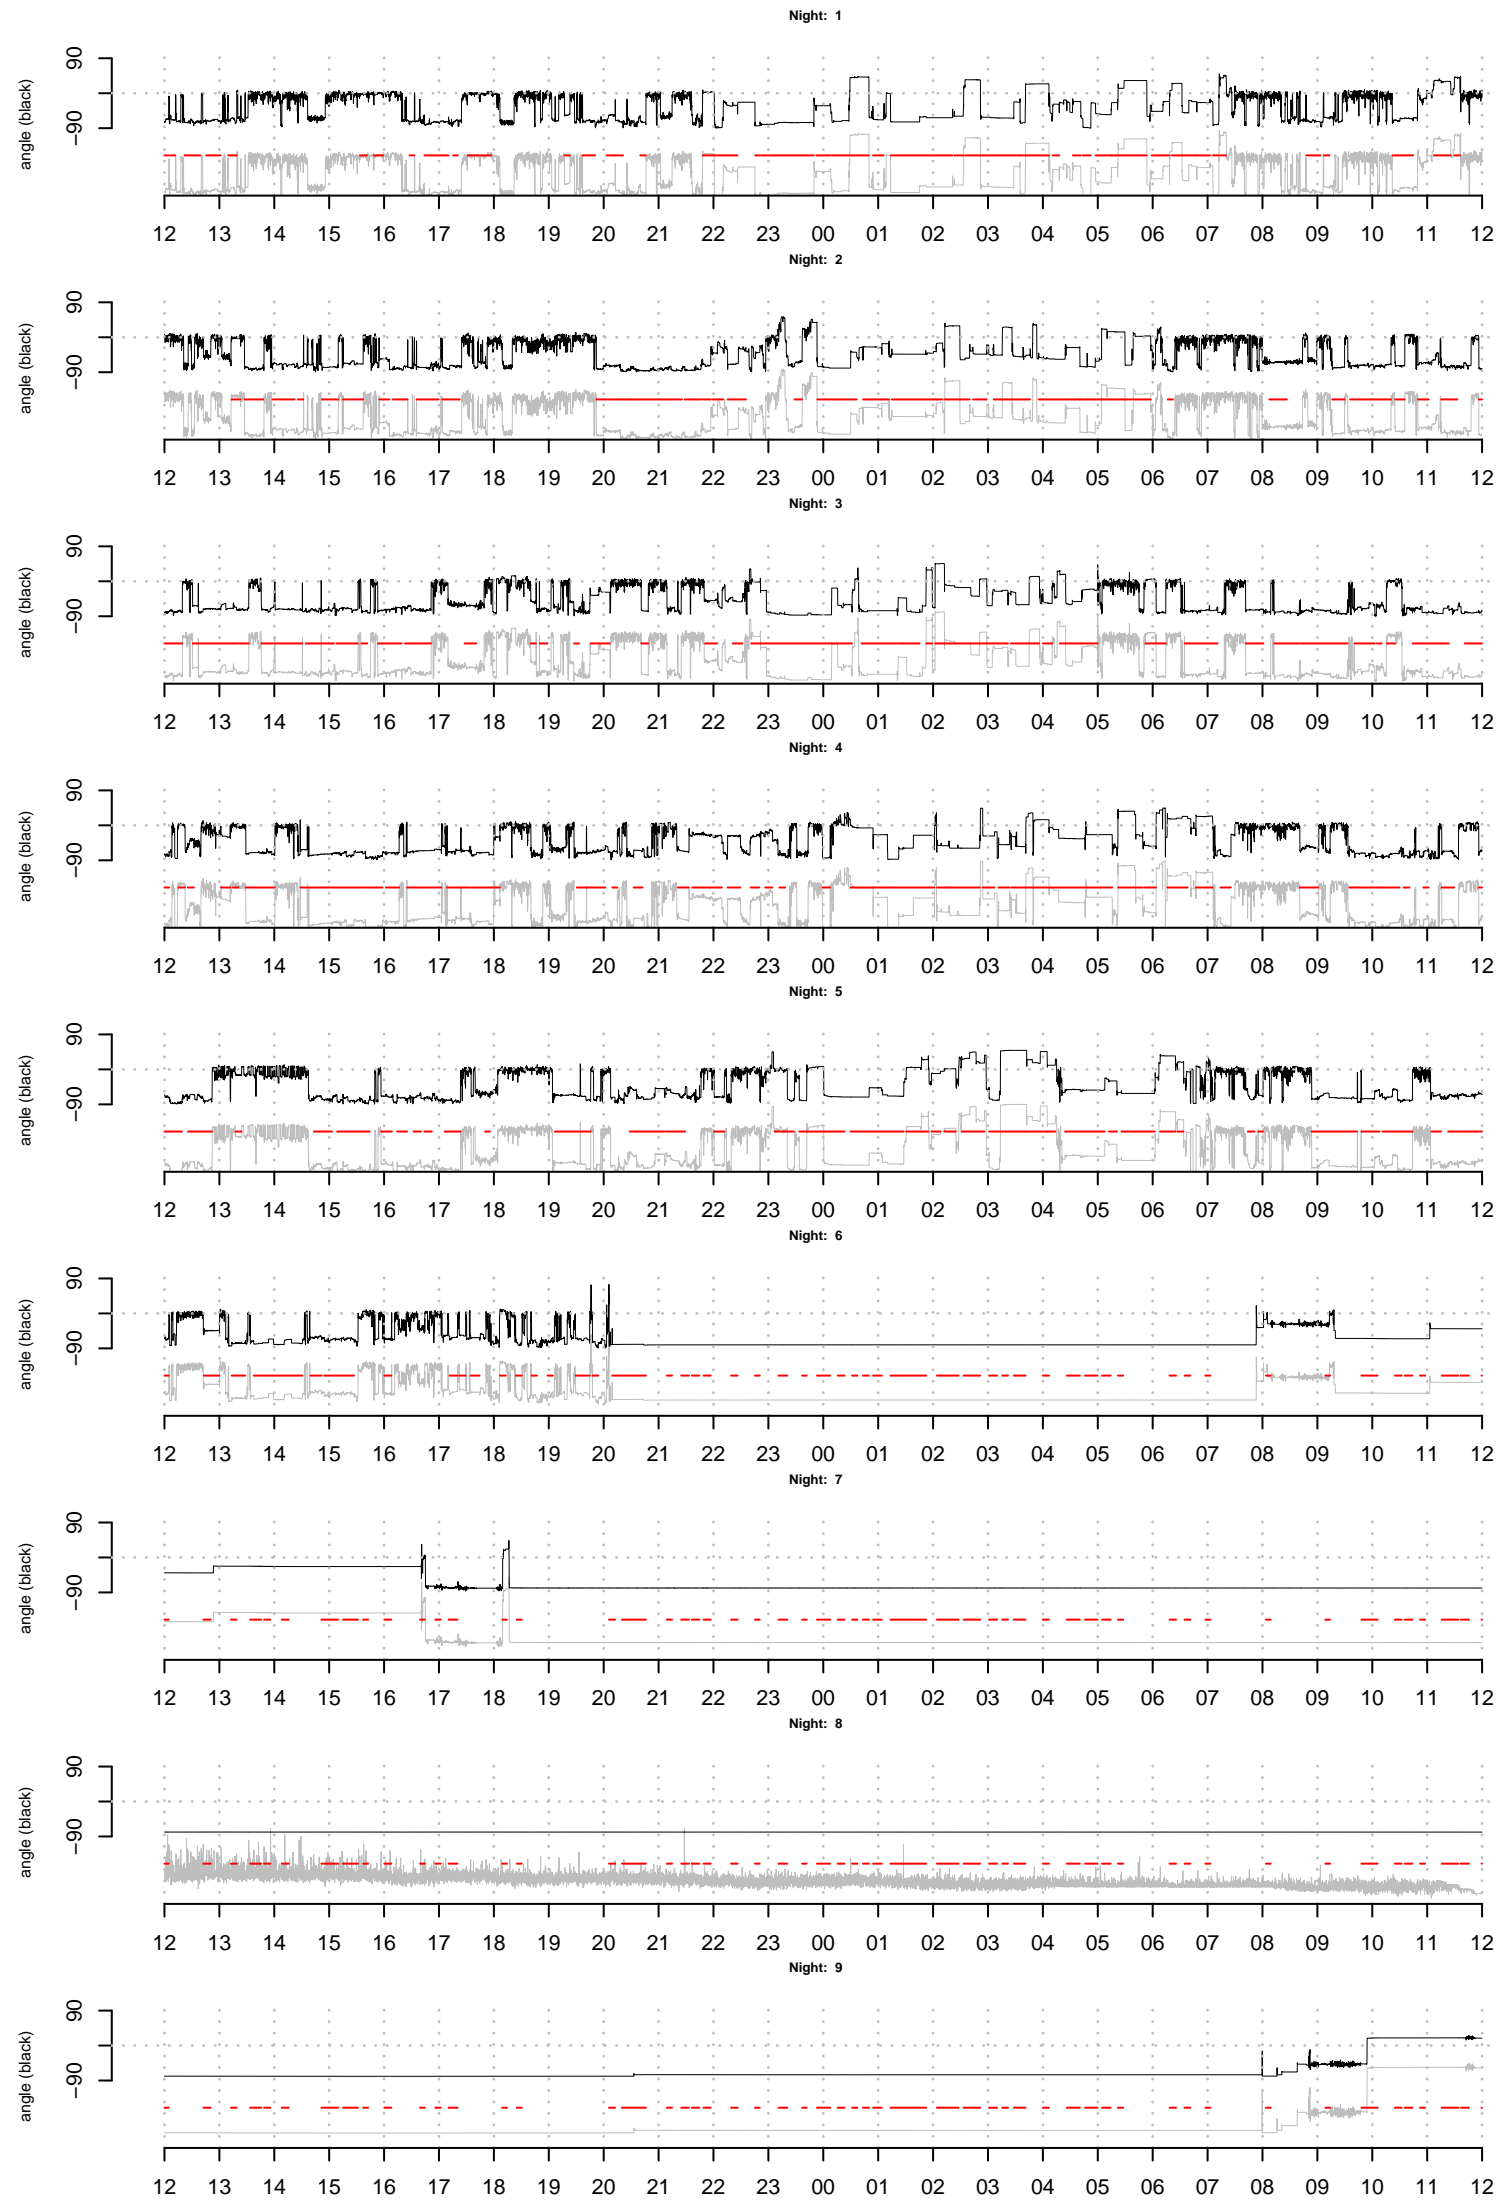 Night: 1
90
-90
angle (black)
12 13 14 15 16 17 18 19 20 21 22 23 00 01 02 03 04 05 06 07 08 09 10 11 12
Night: 2
90
-90
angle (black)
12 13 14 15 16 17 18 19 20 21 22 23 00 01 02 03 04 05 06 07 08 09 10 11 12
Night: 3
90
-90
angle (black)
12 13 14 15 16 17 18 19 20 21 22 23 00 01 02 03 04 05 06 07 08 09 10 11 12
Night: 4
90
-90
angle (black)
12 13 14 15 16 17 18 19 20 21 22 23 00 01 02 03 04 05 06 07 08 09 10 11 12
Night: 5
90
-90
angle (black)
12 13 14 15 16 17 18 19 20 21 22 23 00 01 02 03 04 05 06 07 08 09 10 11 12
Night: 6
90
-90
angle (black)
12 13 14 15 16 17 18 19 20 21 22 23 00 01 02 03 04 05 06 07 08 09 10 11 12
Night: 7
90
-90
angle (black)
12 13 14 15 16 17 18 19 20 21 22 23 00 01 02 03 04 05 06 07 08 09 10 11 12
Night: 8
90
-90
angle (black)
12 13 14 15 16 17 18 19 20 21 22 23 00 01 02 03 04 05 06 07 08 09 10 11 12
Night: 9
90
-90
angle (black)
12 13 14 15 16 17 18 19 20 21 22 23 00 01 02 03 04 05 06 07 08 09 10 11 12